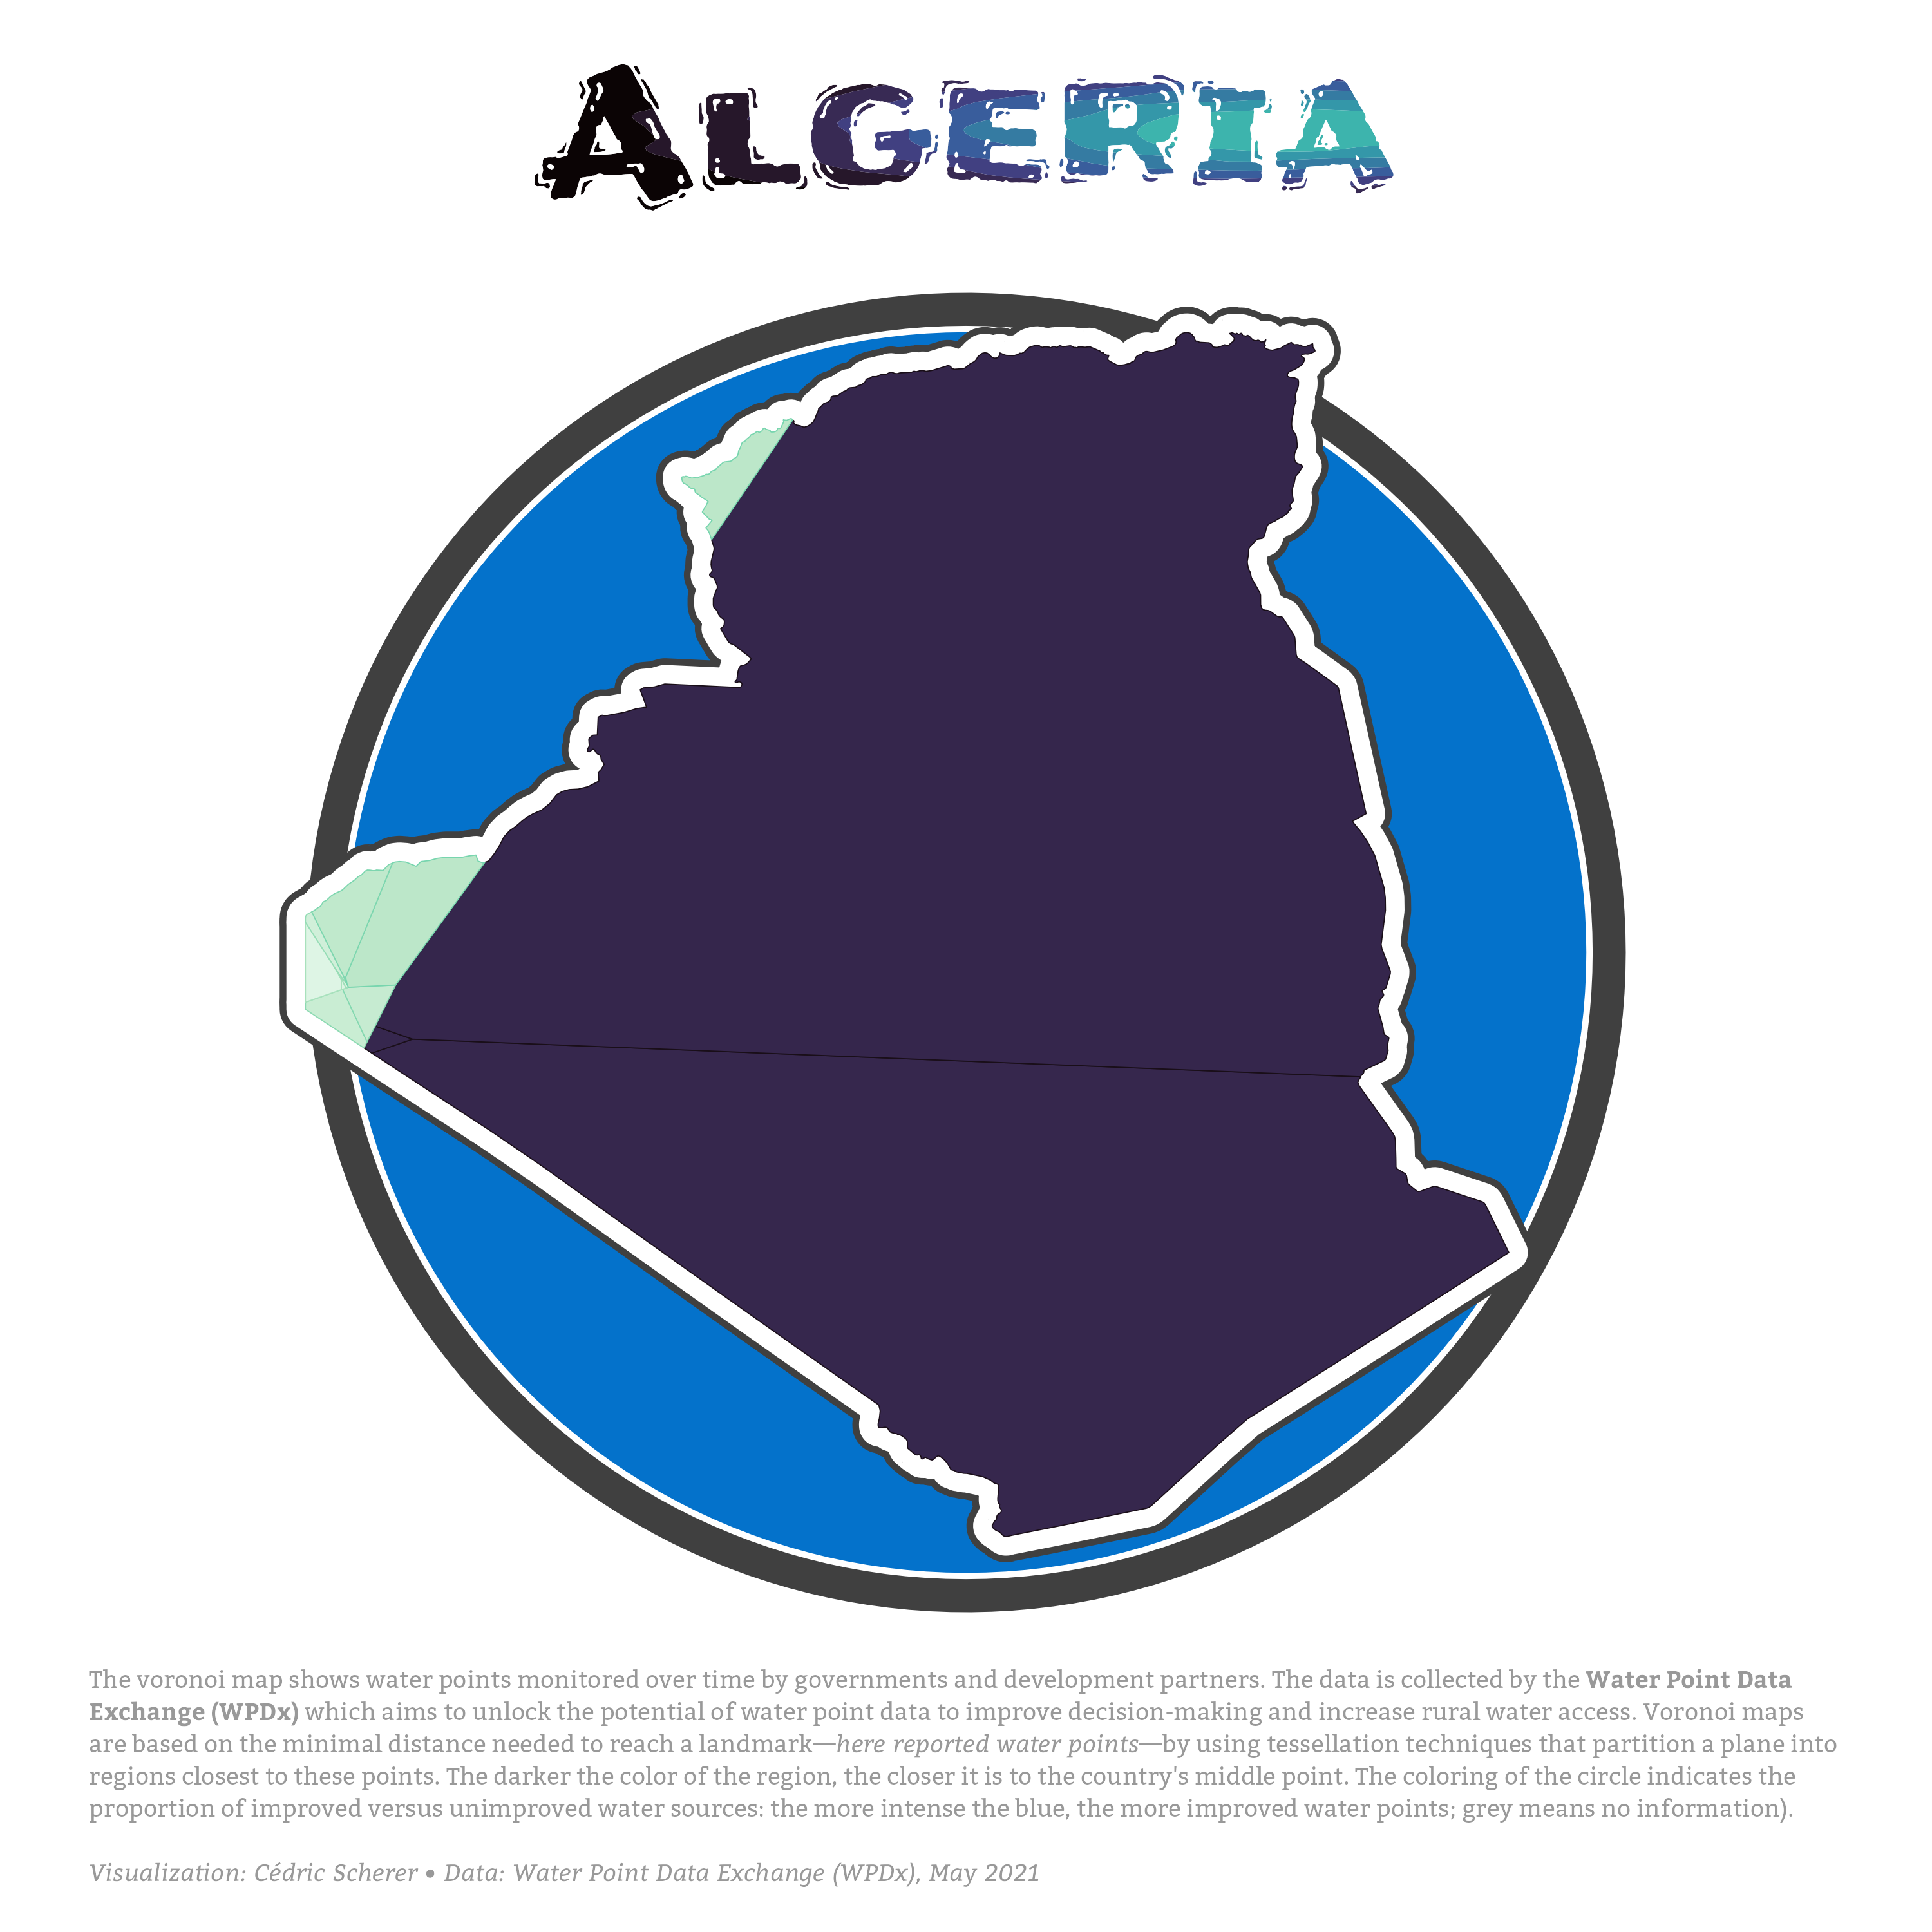 ALGERIA
The voronoi map shows water points monitored over time by governments and development partners. The data is collected by the Water Point Data
Exchange (WPDx) which aims to unlock the potential of water point data to improve decision-making and increase rural water access. Voronoi maps
are based on the minimal distance needed to reach a landmark—here reported water points—by using tessellation techniques that partition a plane into
regions closest to these points. The darker the color of the region, the closer it is to the country's middle point. The coloring of the circle indicates the
proportion of improved versus unimproved water sources: the more intense the blue, the more improved water points; grey means no information).
Visualization: Cédric Scherer • Data: Water Point Data Exchange (WPDx), May 2021